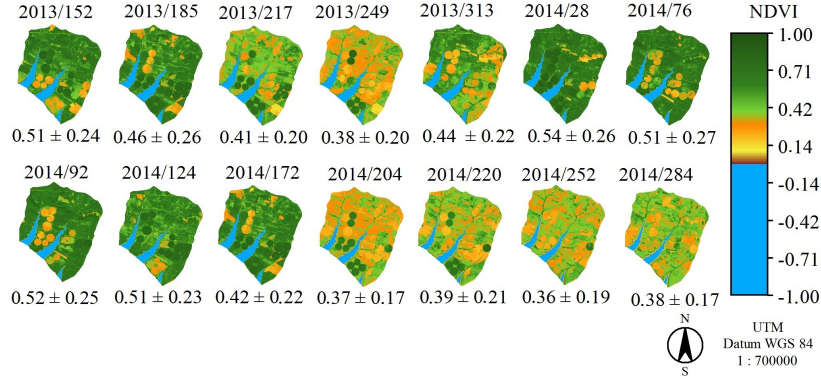 2013/152 2013/185 2013/217 2013/249 2013/313 2014/28 2014/76 NDVI
0.51 ± 0.24 0.46 ± 0.26 0.41 ± 0.20 0.38 ± 0.20 0.44 ± 0.22 0.54 ± 0.26 0.51 ± 0.27
2014/92 2014/124 2014/172 2014/204 2014/220 2014/252 2014/284
0.52 ± 0.25 0.51 ± 0.23 0.42 ± 0.22 0.37 ± 0.17 0.39 ± 0.21 0.36 ± 0.19 0.38 ± 0.17
1.00
0.71
0.42
0.14
-0.14
-0.42
-0.71
-1.00
N
S
UTM
Datum WGS 84
1 : 700000